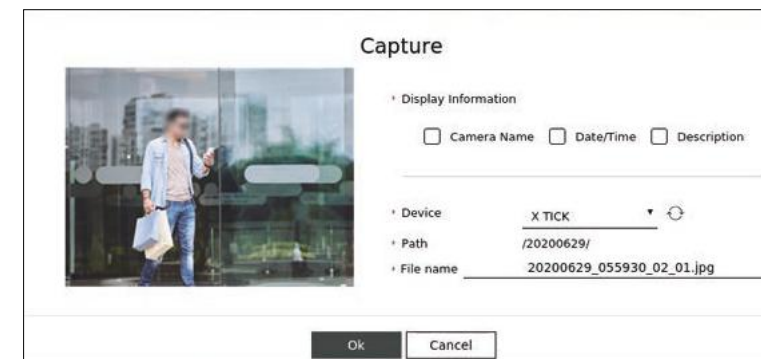 Capture
Display Information
Camera Name Date/Time Description
Device X TICK
Path /20200629/
File name 20200629_055930_02_01.jpg
Ok Cancel